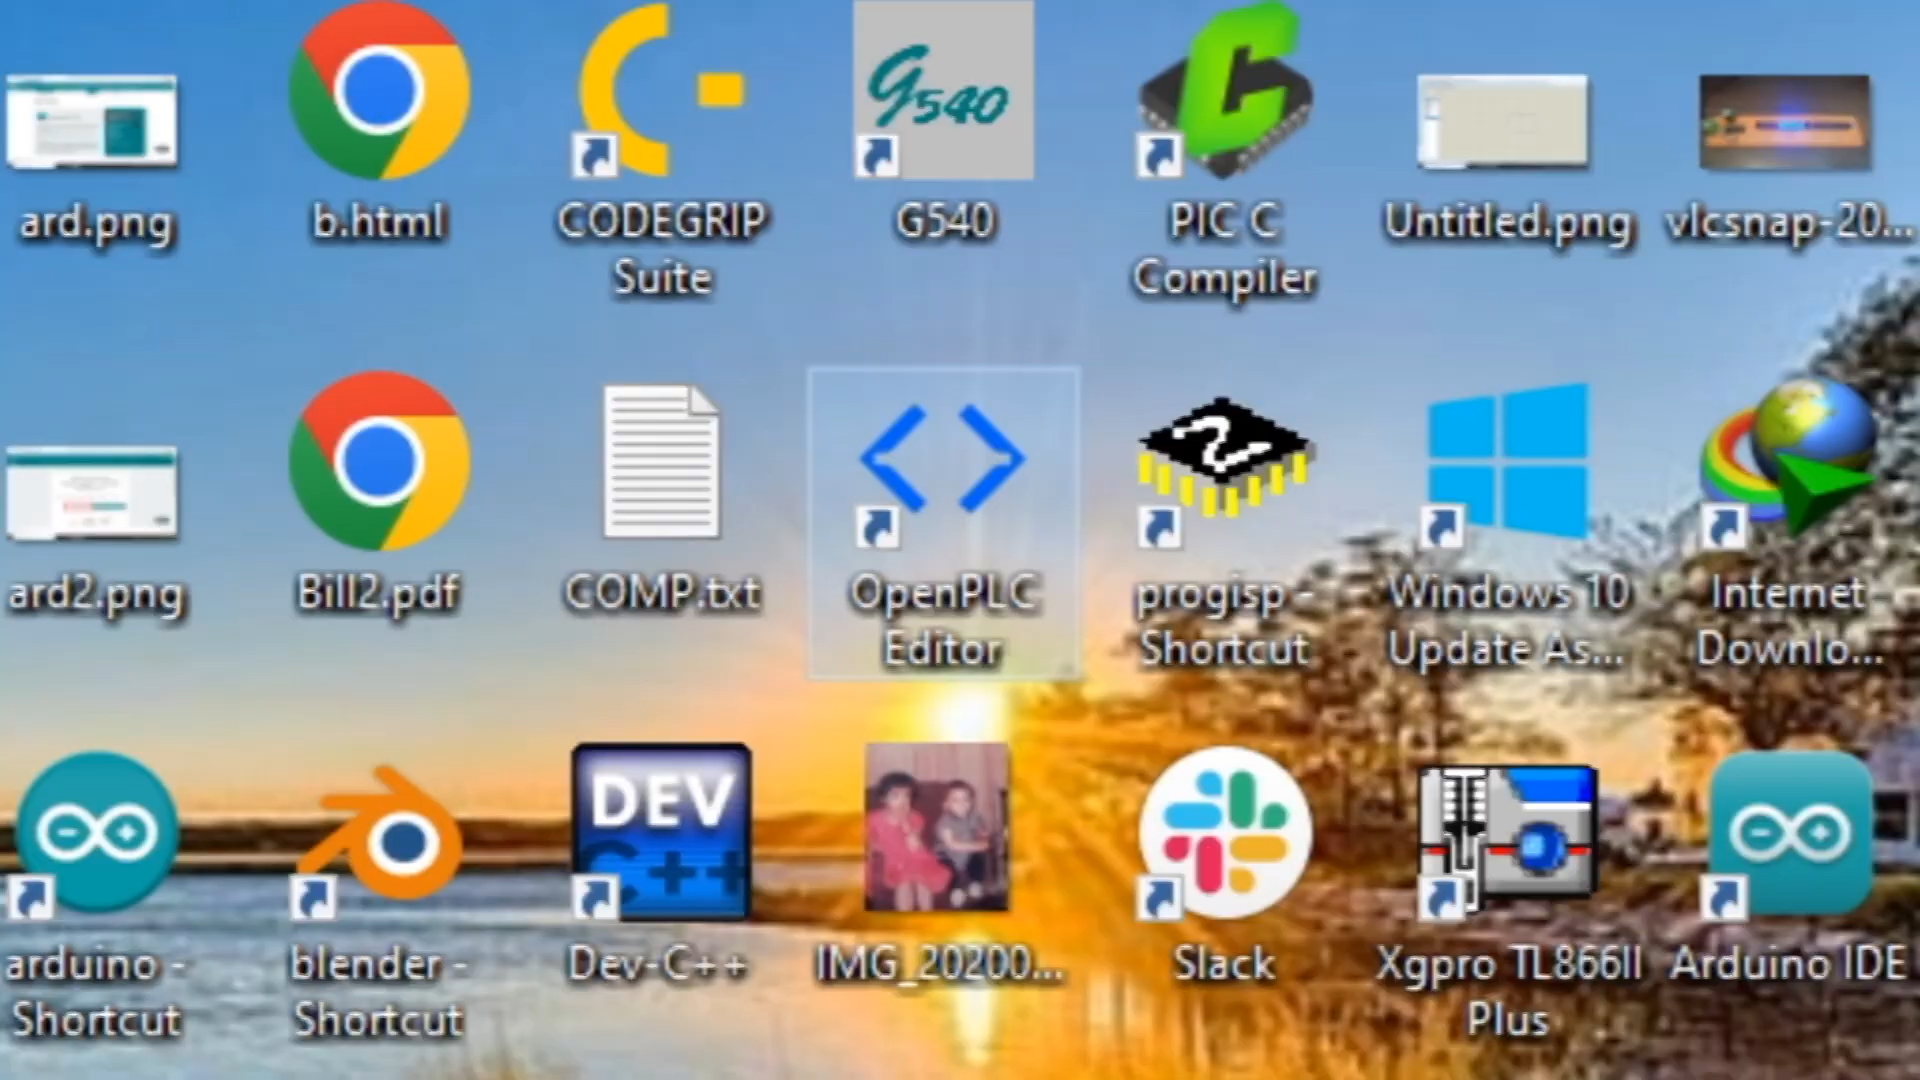 G540
C
ard.png
b.html
CODEGRIP
Suite
G540
PIC C
Compiler
Untitled.png
vlcsnap-20...
ard2.png
Bill2.pdf
COMP.txt
OpenPLC
Editor
progisp -
Shortcut
Windows 10
Update As...
Internet
Downlo...
DEV
C++
arduino -
Shortcut
blender -
Shortcut
Dev-C++
IMG_20200...
Slack
Xgpro TL866II
Plus
Arduino IDE